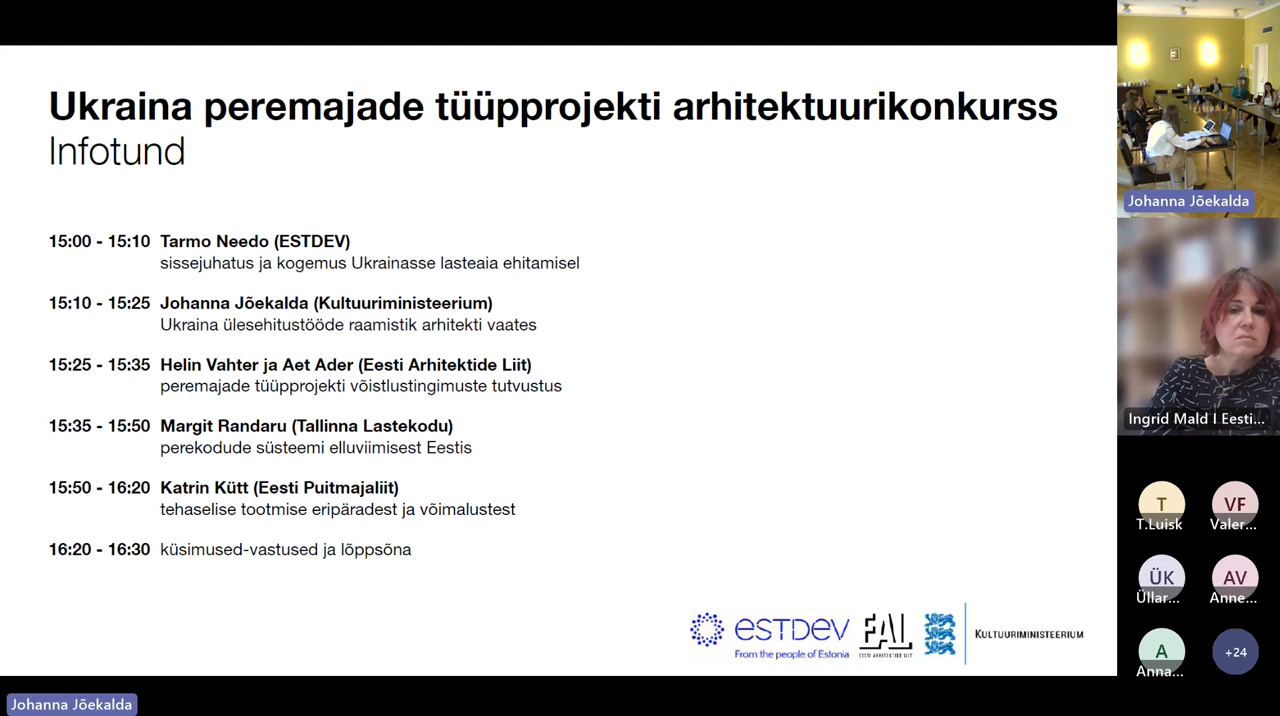 Ukraina peremajade tüüpprojekti arhitektuurikonkurss
Infotund
15:00 - 15:10 Tarmo Needo (ESTDEV)
sissejuhatus ja kogemus Ukrainasse lasteaia ehitamisel
15:10 - 15:25 Johanna Jõekalda (Kultuuriministeerium)
Ukraina ülesehitustööde raamistik arhitekti vaates
15:25 - 15:35 Helin Vahter ja Aet Ader (Eesti Arhitektide Liit)
peremajade tüüpprojekti võistlustingimuste tutvustus
15:35 - 15:50 Margit Randaru (Tallinna Lastekodu)
perekodude süsteemi elluviimisest Eestis
15:50 - 16:20 Katrin Kütt (Eesti Puitmajaliit)
tehaselise tootmise eripäradest ja võimalustest
16:20 - 16:30 küsimused-vastused ja lõppsõna
ESTDEV
From the people of Estonia
EAL
EESTI ARHITEKTIDE LIIT
KULTUURIMINISTEERIUM
Johanna Jõekalda
Ingrid Mald I Eesti...
T
T.Luisk
VF
Valer...
ÜK
Üllar...
AV
Anne...
A
Anna...
+24
Johanna Jõekalda